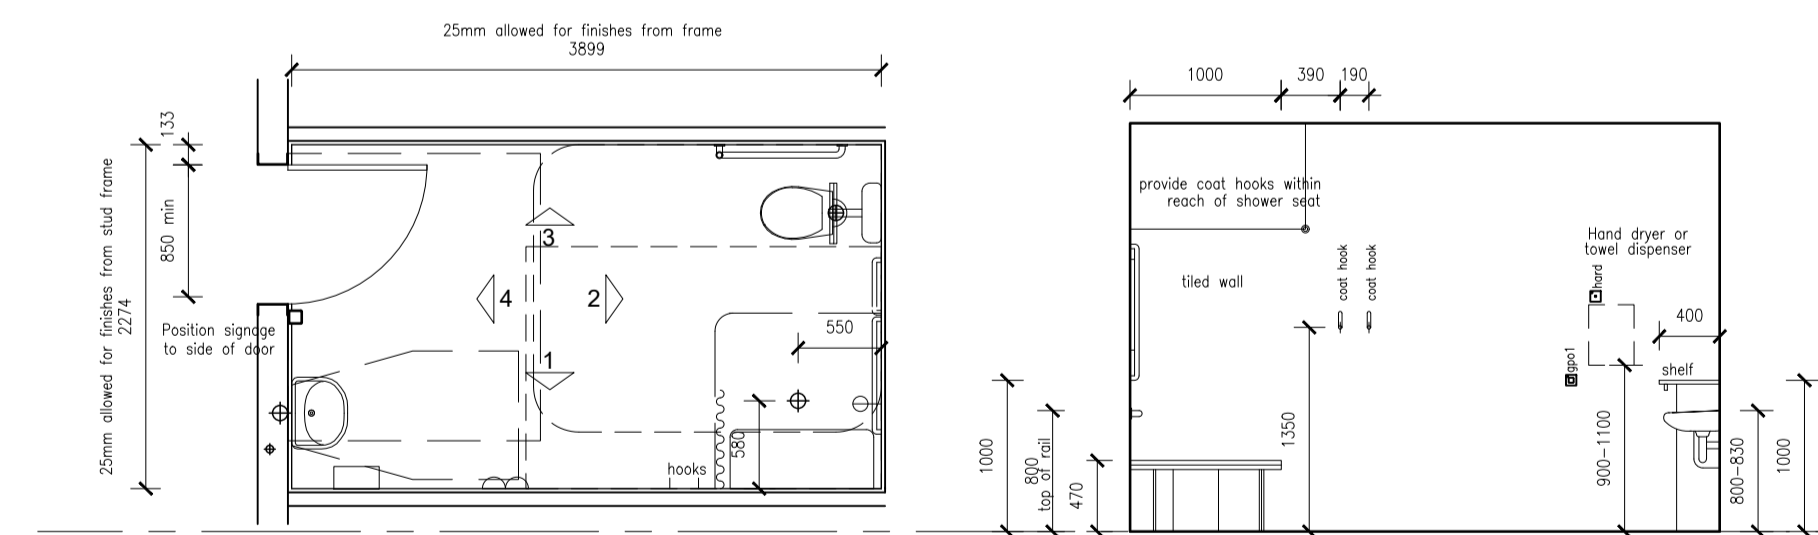 25mm allowed for finishes from frame
3899
133
850 min
25mm allowed for finishes from stud frame
2274
Position signage
to side of door
3
4
2
1
550
580
hooks
1000
390
190
provide coat hooks within
reach of shower seat
tiled wall
coat hook
coat hook
Hand dryer or
towel dispenser
hard
gpo1
400
shelf
1000
800
top of rail
470
1350
900-1100
800-830
1000